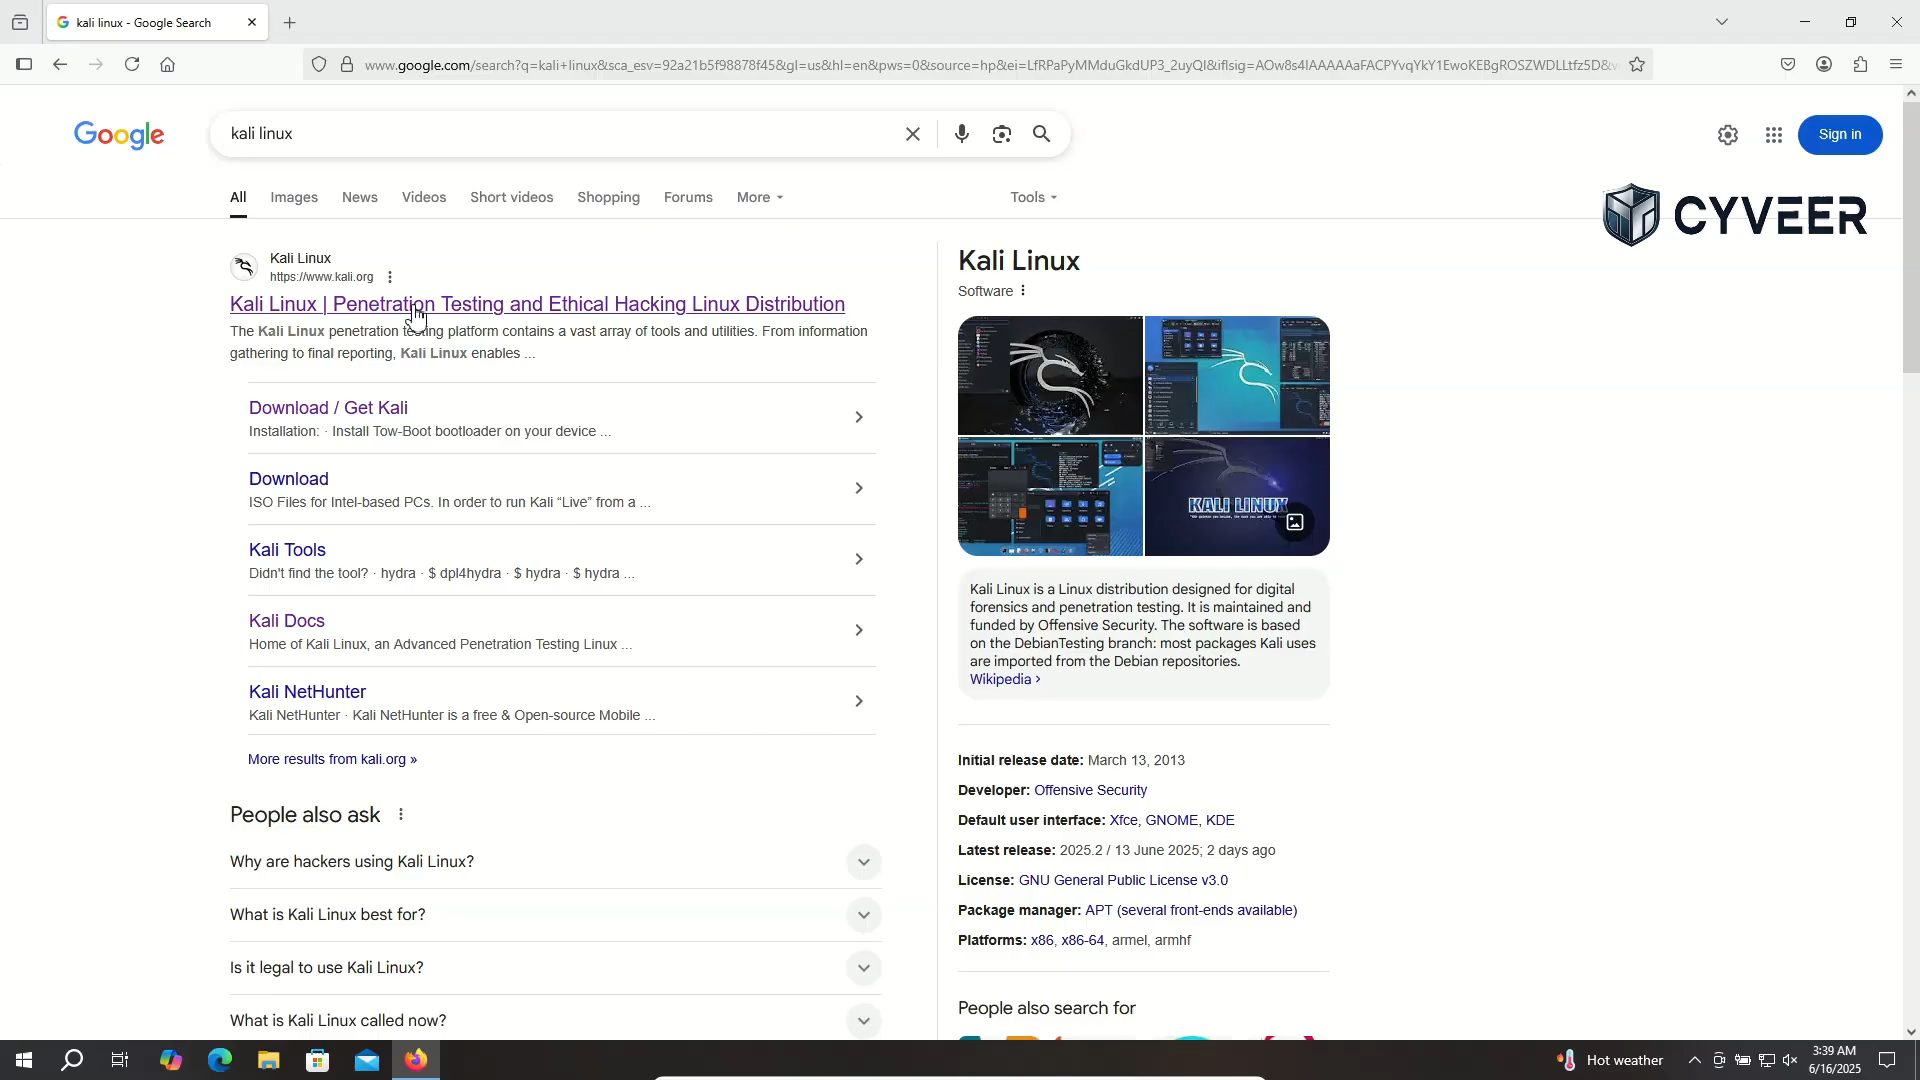 kali linux - Google Search
www.google.com/search?q=kali+linux&sca_esv=92a21b5f98878f45&gl=us&hl=en&pws=0&source=hp&ei=LfRPaPyMMduGkdUP3_2uyQI&iflsig=AOw8s4IAAAAAaFACPYvqYkY1EwoKEBgROSZWDLLtfz5D&
Google
kali linux
Sign in
All
Images
News
Videos
Short videos
Shopping
Forums
More
Tools
CYVEER
Kali Linux
https://www.kali.org
Kali Linux | Penetration Testing and Ethical Hacking Linux Distribution
The Kali Linux penetration testing platform contains a vast array of tools and utilities. From information
gathering to final reporting, Kali Linux enables ...
Download / Get Kali
Installation: · Install Tow-Boot bootloader on your device ...
Download
ISO Files for Intel-based PCs. In order to run Kali “Live” from a ...
Kali Tools
Didn't find the tool? · hydra · $ dpl4hydra · $ hydra · $ hydra ...
Kali Docs
Home of Kali Linux, an Advanced Penetration Testing Linux ...
Kali NetHunter
Kali NetHunter · Kali NetHunter is a free & Open-source Mobile ...
More results from kali.org »
People also ask
Why are hackers using Kali Linux?
What is Kali Linux best for?
Is it legal to use Kali Linux?
What is Kali Linux called now?
Kali Linux
Software
KALI LINUX
Kali Linux is a Linux distribution designed for digital
forensics and penetration testing. It is maintained and
funded by Offensive Security. The software is based
on the DebianTesting branch: most packages Kali uses
are imported from the Debian repositories.
Wikipedia ›
Initial release date: March 13, 2013
Developer: Offensive Security
Default user interface: Xfce, GNOME, KDE
Latest release: 2025.2 / 13 June 2025; 2 days ago
License: GNU General Public License v3.0
Package manager: APT (several front-ends available)
Platforms: x86, x86-64, armel, armhf
People also search for
Hot weather
3:39 AM
6/16/2025